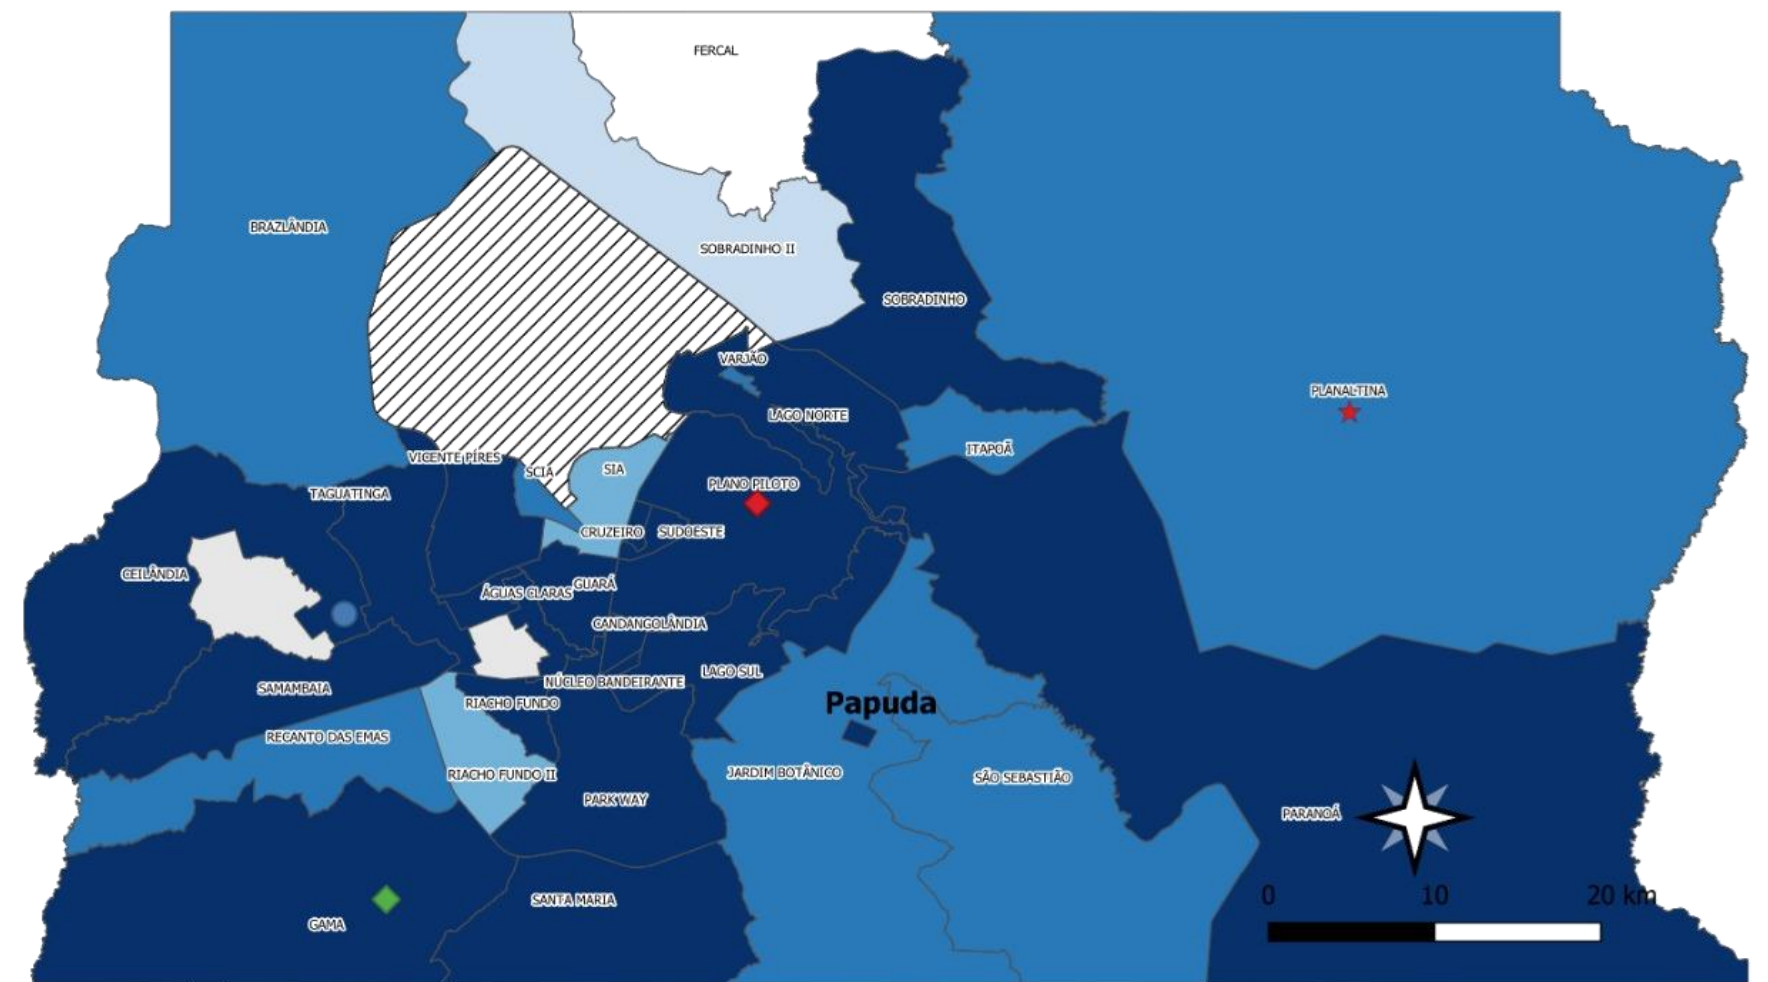 FERCAL
BRAZLÂNDIA
SOBRADINHO II
SOBRADINHO
VARJÃO
PLANALTINA
LAGO NORTE
ITAPOÃ
VICENTE PIRES
SCIA
SIA
PLANO PILOTO
TAGUATINGA
CRUZEIRO
SUDOESTE
CEILÂNDIA
GUARÁ
ÁGUAS CLARAS
CANDANGOLÂNDIA
LAGO SUL
NÚCLEO BANDEIRANTE
SAMAMBAIA
RIACHO FUNDO
Papuda
RECANTO DAS EMAS
RIACHO FUNDO II
JARDIM BOTÂNICO
SÃO SEBASTIÃO
PARK WAY
PARANOÁ
0 10 20 km
SANTA MARIA
GAMA